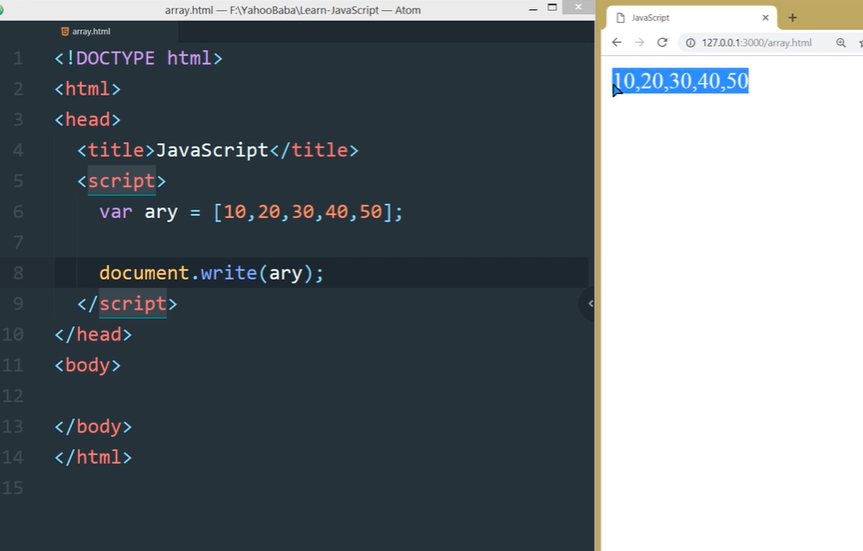 array.html — F:\YahooBaba\Learn-JavaScript — Atom
array.html
1 <!DOCTYPE html>
2 <html>
3 <head>
4 <title>JavaScript</title>
5 <script>
6 var ary = [10,20,30,40,50];
7
8 document.write(ary);
9 </script>
10 </head>
11 <body>
12
13 </body>
14 </html>
15
JavaScript
127.0.0.1:3000/array.html
10,20,30,40,50